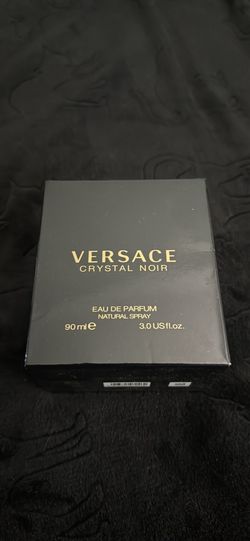 VERSACE
CRYSTAL NOIR
EAU DE PARFUM
NATURAL SPRAY
90 ml ℮ 3.0 US fl.oz.